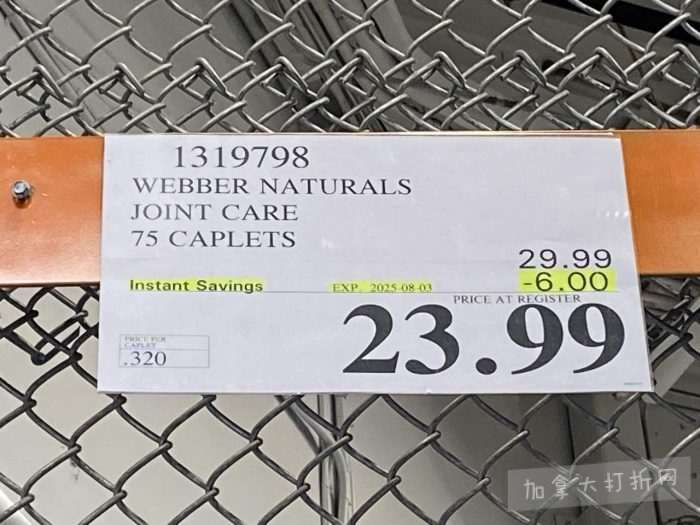 E 1319798
WEBBER NATURALS
JOINT CARE
75 CAPLETS
29.99
Instant Savings EXP. 2025-08-03 -6.00
PRICE AT REGISTER
23.99
PRICE PER
CAPLET
.320
加拿大打折网